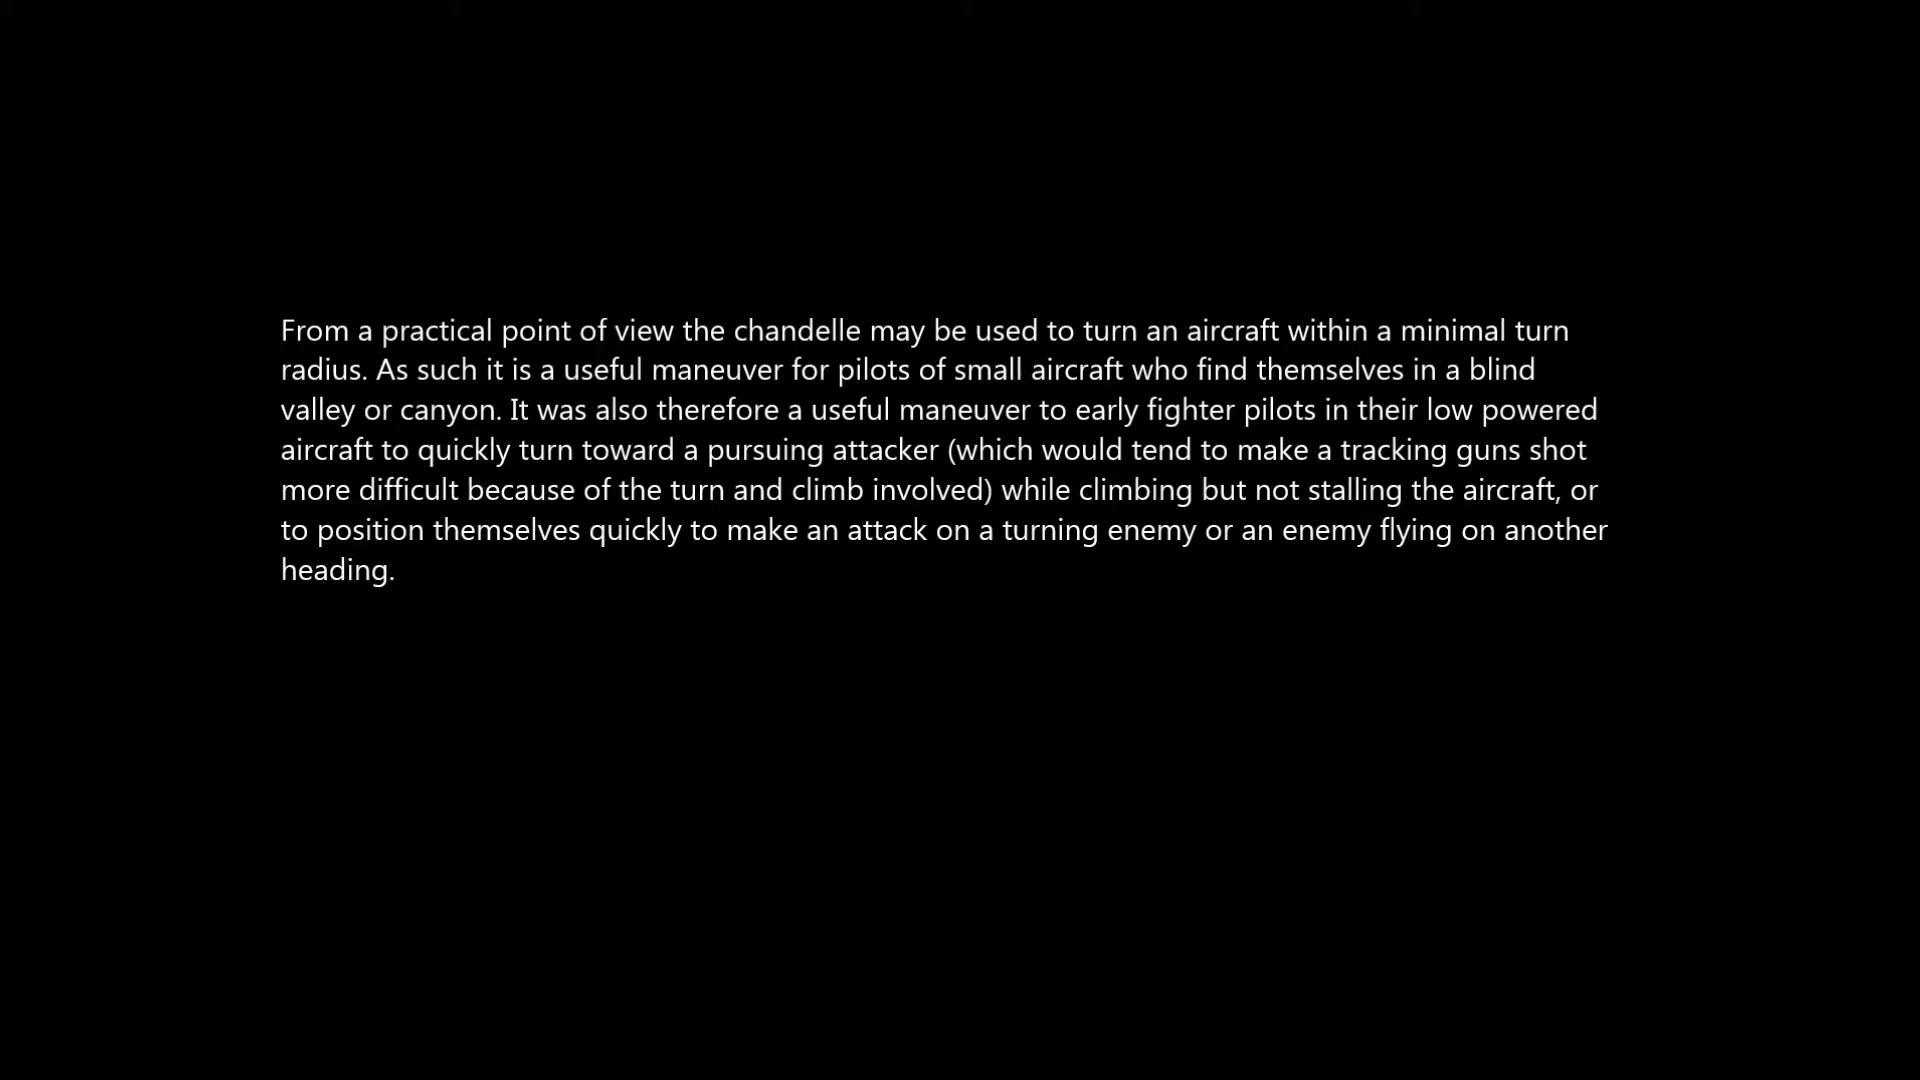 From a practical point of view the chandelle may be used to turn an aircraft within a minimal turn
radius. As such it is a useful maneuver for pilots of small aircraft who find themselves in a blind
valley or canyon. It was also therefore a useful maneuver to early fighter pilots in their low powered
aircraft to quickly turn toward a pursuing attacker (which would tend to make a tracking guns shot
more difficult because of the turn and climb involved) while climbing but not stalling the aircraft, or
to position themselves quickly to make an attack on a turning enemy or an enemy flying on another
heading.